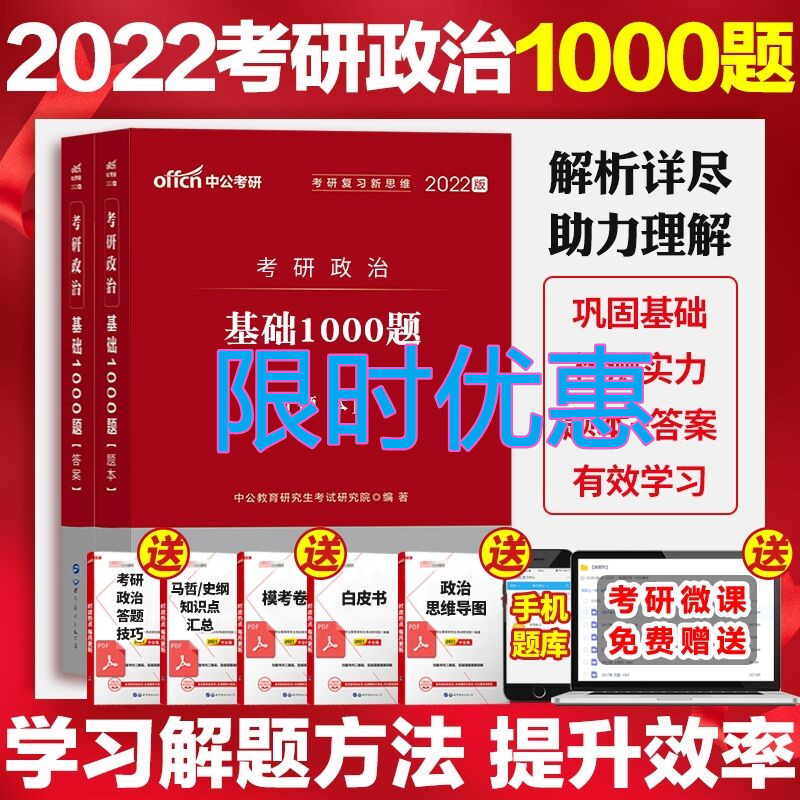 2022考研政治1000题
offcn中公考研
考研复习新思维
2022版
考研政治
基础1000题
中公教育研究生考试研究院◎编著
考研政治
基础1000题
【答案】
考研政治
基础1000题
【题本】
解析详尽
助力理解
巩固基础
实力
答案
有效学习
限时优惠
送
送
送
送
考研
政治
答题
技巧
PDF
马哲/史纲
知识点
汇总
PDF
模考卷
PDF
白皮书
PDF
政治
思维导图
PDF
手机
题库
考研微课
免费赠送
学习解题方法 提升效率